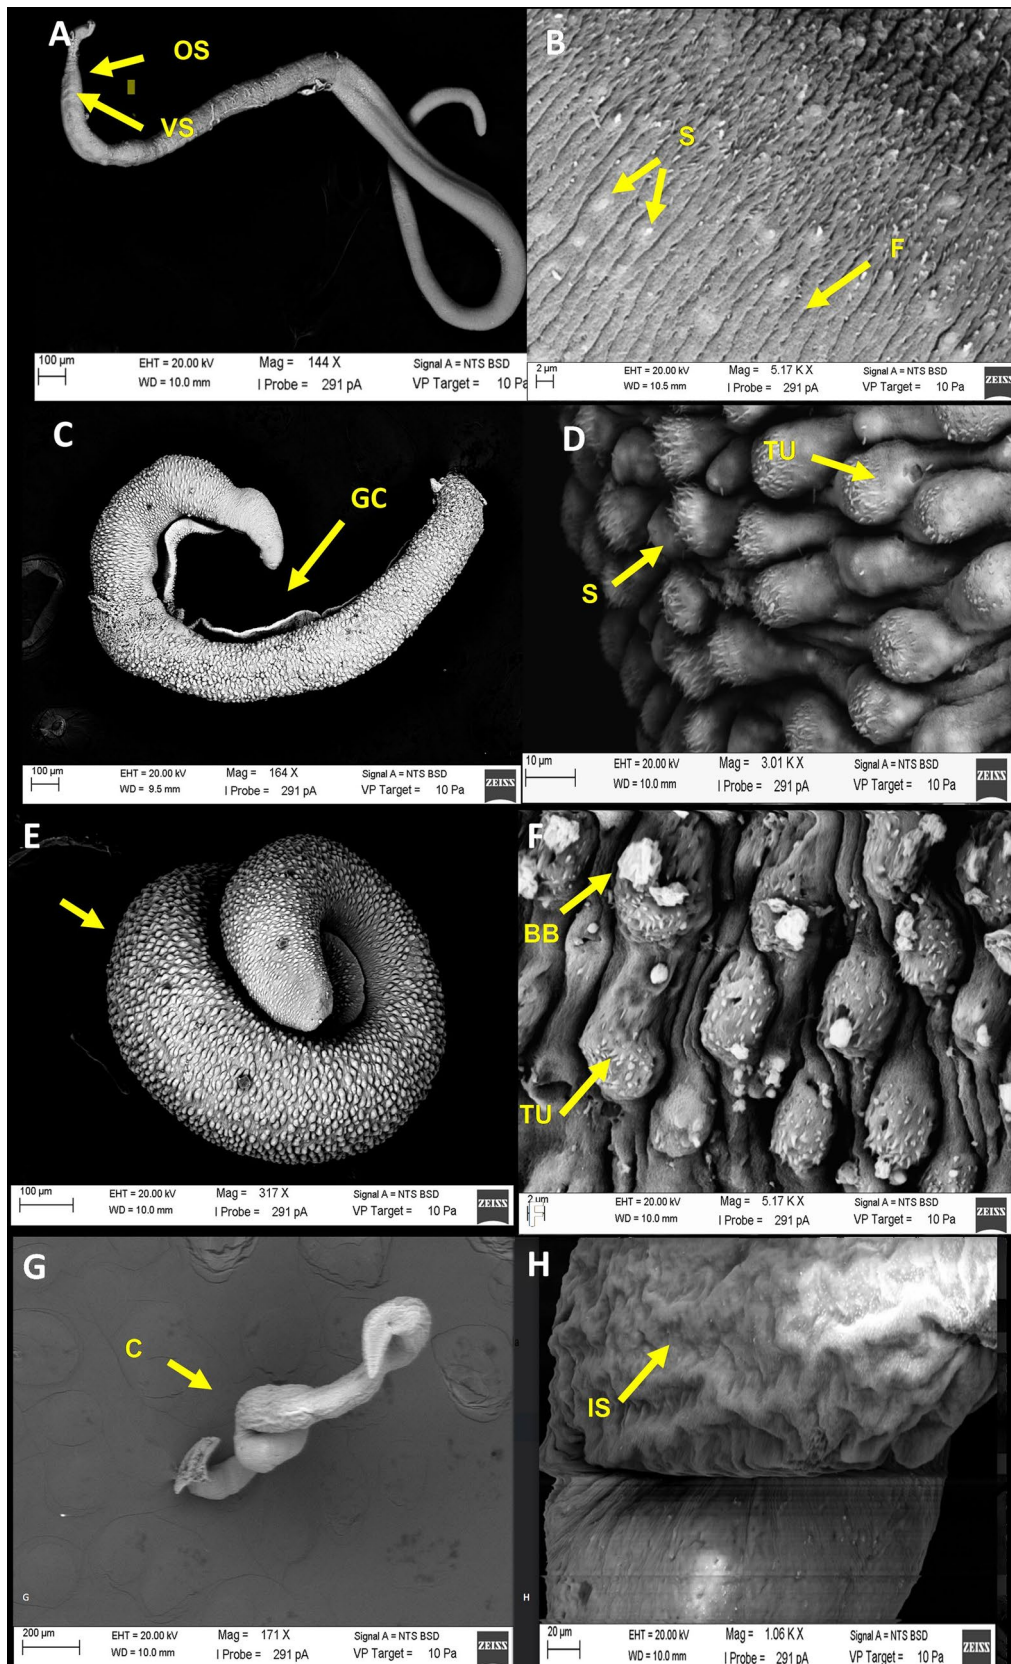 A
OS
VS
100 µm
EHT = 20.00 kV
Mag = 144 X
Signal A = NTS BSD
WD = 10.0 mm
I Probe = 291 pA
VP Target = 10 Pa
B
S
F
2 µm
EHT = 20.00 kV
Mag = 5.17 K X
Signal A = NTS BSD
WD = 10.5 mm
I Probe = 291 pA
VP Target = 10 Pa
ZEISS
C
GC
100 µm
EHT = 20.00 kV
Mag = 164 X
Signal A = NTS BSD
WD = 9.5 mm
I Probe = 291 pA
VP Target = 10 Pa
ZEISS
D
TU
S
10 µm
EHT = 20.00 kV
Mag = 3.01 K X
Signal A = NTS BSD
WD = 10.0 mm
I Probe = 291 pA
VP Target = 10 Pa
ZEISS
E
100 µm
EHT = 20.00 kV
Mag = 317 X
Signal A = NTS BSD
WD = 10.0 mm
I Probe = 291 pA
VP Target = 10 Pa
ZEISS
F
BB
TU
2 µm
F
EHT = 20.00 kV
Mag = 5.17 K X
Signal A = NTS BSD
WD = 10.0 mm
I Probe = 291 pA
VP Target = 10 Pa
ZEISS
G
C
G
200 µm
EHT = 20.00 kV
Mag = 171 X
Signal A = NTS BSD
WD = 10.0 mm
I Probe = 291 pA
VP Target = 10 Pa
ZEISS
H
IS
H
20 µm
EHT = 20.00 kV
Mag = 1.06 K X
Signal A = NTS BSD
WD = 10.0 mm
I Probe = 291 pA
VP Target = 10 Pa
ZEISS